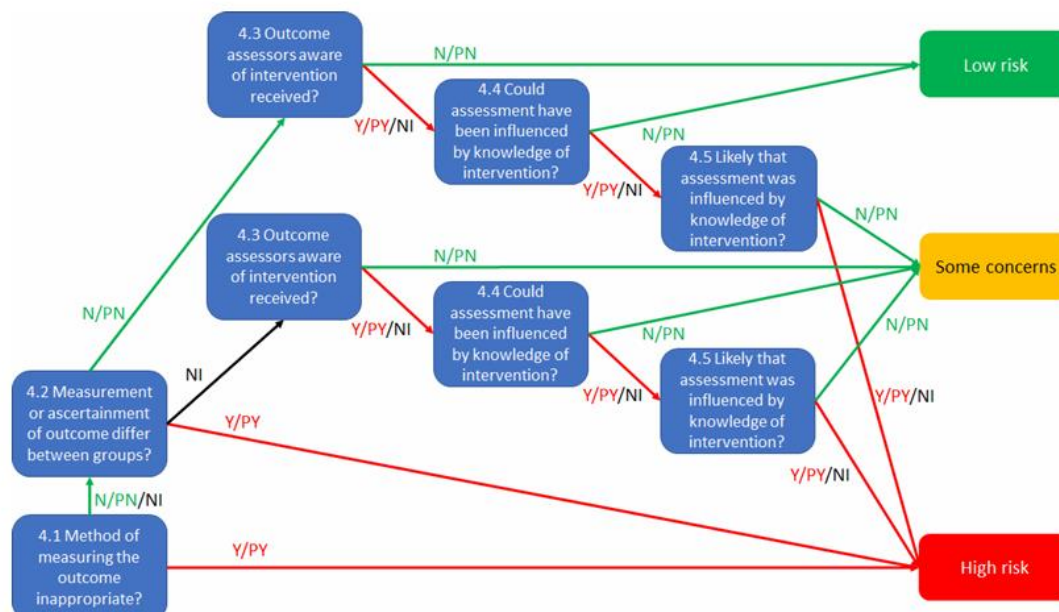 4.3 Outcome
assessors aware
of intervention
received?
N/PN
Low risk
Y/PY/NI
4.4 Could
assessment have
been influenced
by knowledge of
intervention?
N/PN
Y/PY/NI
4.5 Likely that
assessment was
influenced by
knowledge of
intervention?
N/PN
4.3 Outcome
assessors aware
of intervention
received?
N/PN
Some concerns
Y/PY/NI
4.4 Could
assessment have
been influenced
by knowledge of
intervention?
N/PN
Y/PY/NI
4.5 Likely that
assessment was
influenced by
knowledge of
intervention?
N/PN
Y/PY/NI
Y/PY/NI
N/PN
NI
4.2 Measurement
or ascertainment
of outcome differ
between groups?
Y/PY
N/PN/NI
4.1 Method of
measuring the
outcome
inappropriate?
Y/PY
High risk